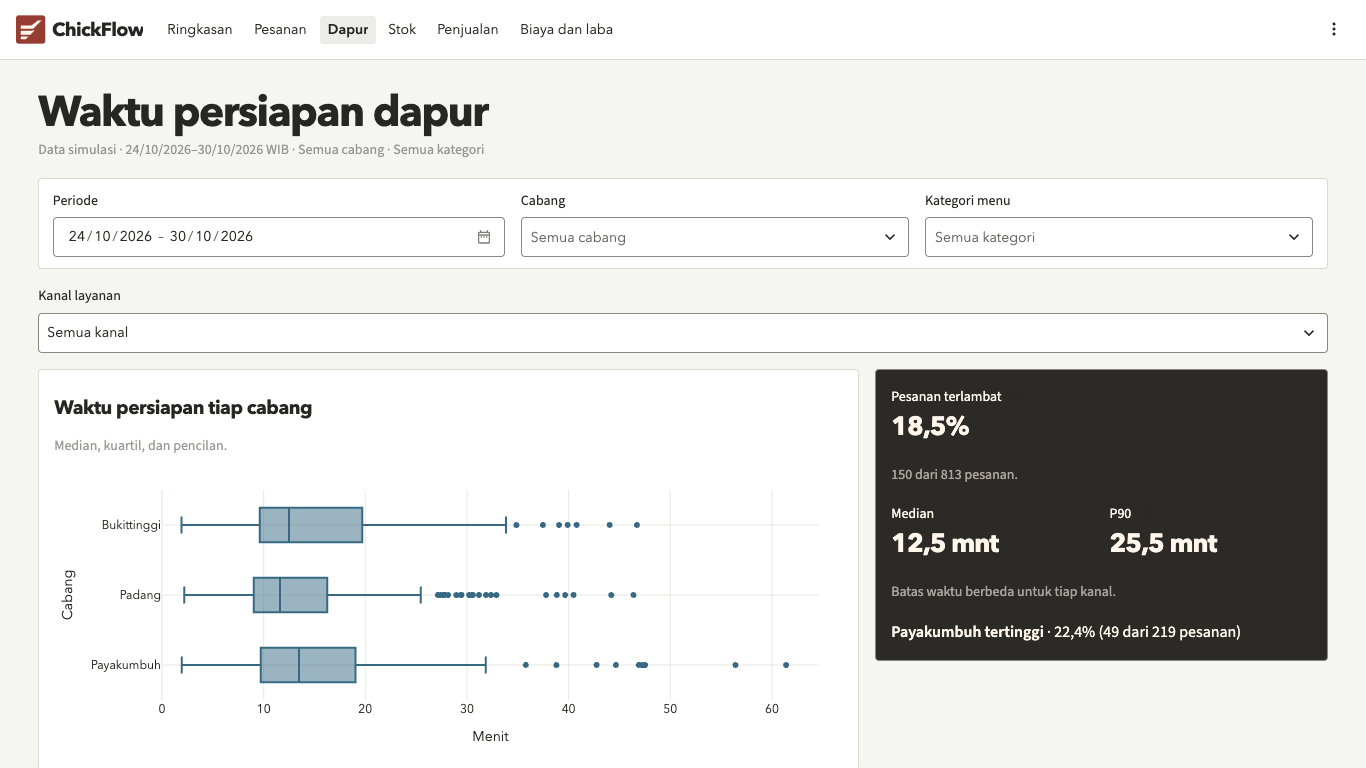 ChickFlow
Ringkasan
Pesanan
Dapur
Stok
Penjualan
Biaya dan laba
Waktu persiapan dapur
Data simulasi · 24/10/2026–30/10/2026 WIB · Semua cabang · Semua kategori
Periode
24/10/2026 – 30/10/2026
Cabang
Semua cabang
Kategori menu
Semua kategori
Kanal layanan
Semua kanal
Waktu persiapan tiap cabang
Median, kuartil, dan pencilan.
Cabang
Bukittinggi
Padang
Payakumbuh
0 10 20 30 40 50 60
Menit
Pesanan terlambat
18,5%
150 dari 813 pesanan.
Median
12,5 mnt
P90
25,5 mnt
Batas waktu berbeda untuk tiap kanal.
Payakumbuh tertinggi · 22,4% (49 dari 219 pesanan)